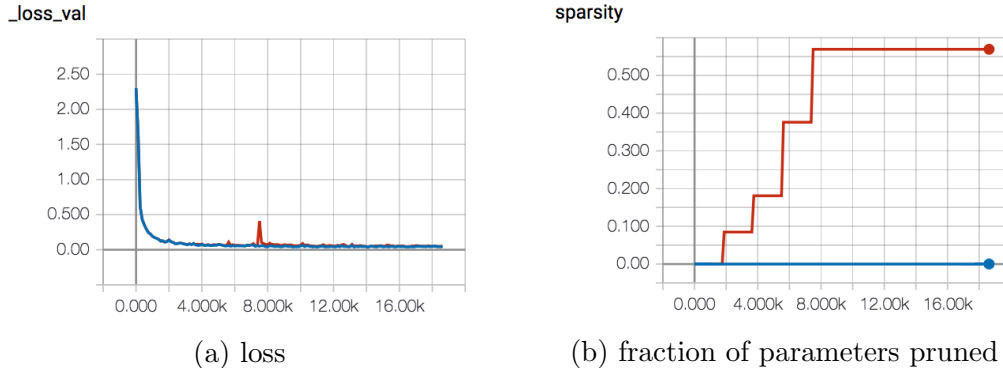 _loss_val
2.50
2.00
1.50
1.00
0.500
0.00
0.000 4.000k 8.000k 12.00k 16.00k
(a) loss
sparsity
0.500
0.400
0.300
0.200
0.100
0.00
0.000 4.000k 8.000k 12.00k 16.00k
(b) fraction of parameters pruned